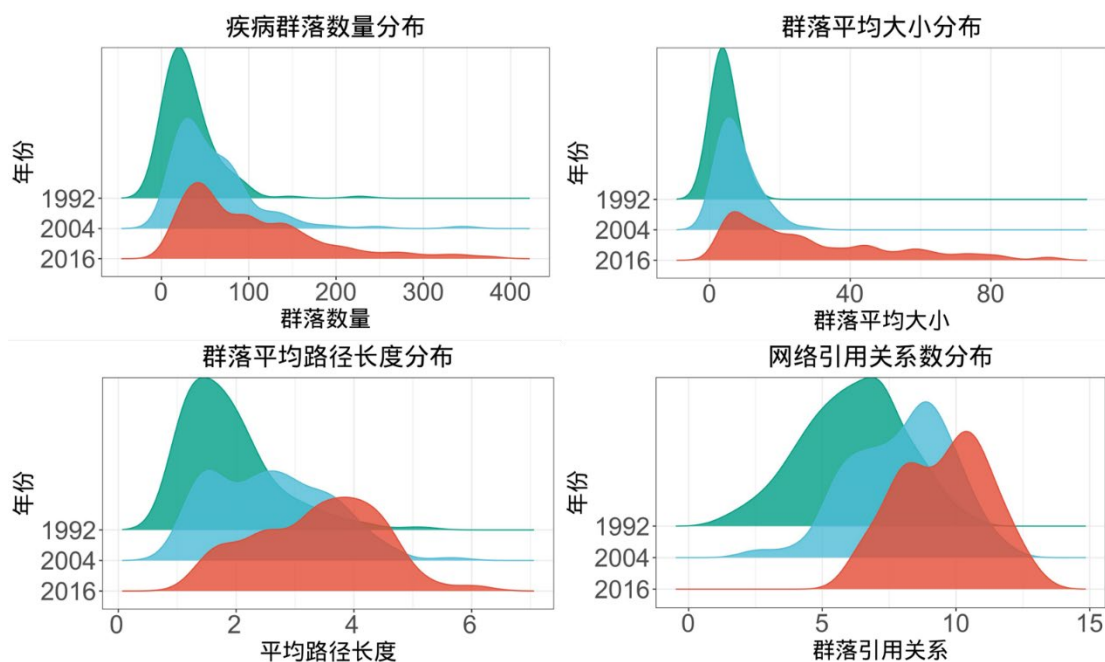 疾病群落数量分布
年份
1992
2004
2016
0 100 200 300 400
群落数量
群落平均大小分布
年份
1992
2004
2016
0 40 80
群落平均大小
群落平均路径长度分布
年份
1992
2004
2016
0 2 4 6
平均路径长度
网络引用关系数分布
年份
1992
2004
2016
0 5 10 15
群落引用关系